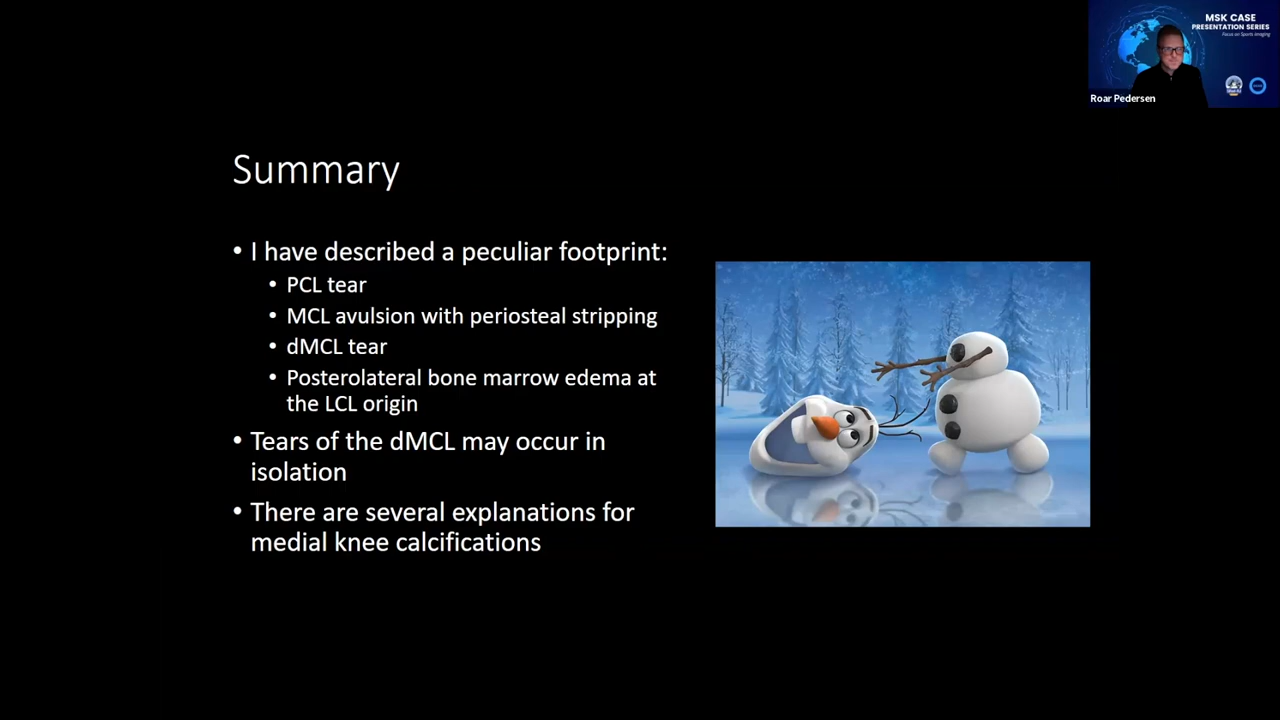 MSK CASE
PRESENTATION SERIES
Focus on Sports Imaging
Roar Pedersen
Summary
• I have described a peculiar footprint:
• PCL tear
• MCL avulsion with periosteal stripping
• dMCL tear
• Posterolateral bone marrow edema at
the LCL origin
• Tears of the dMCL may occur in
isolation
• There are several explanations for
medial knee calcifications